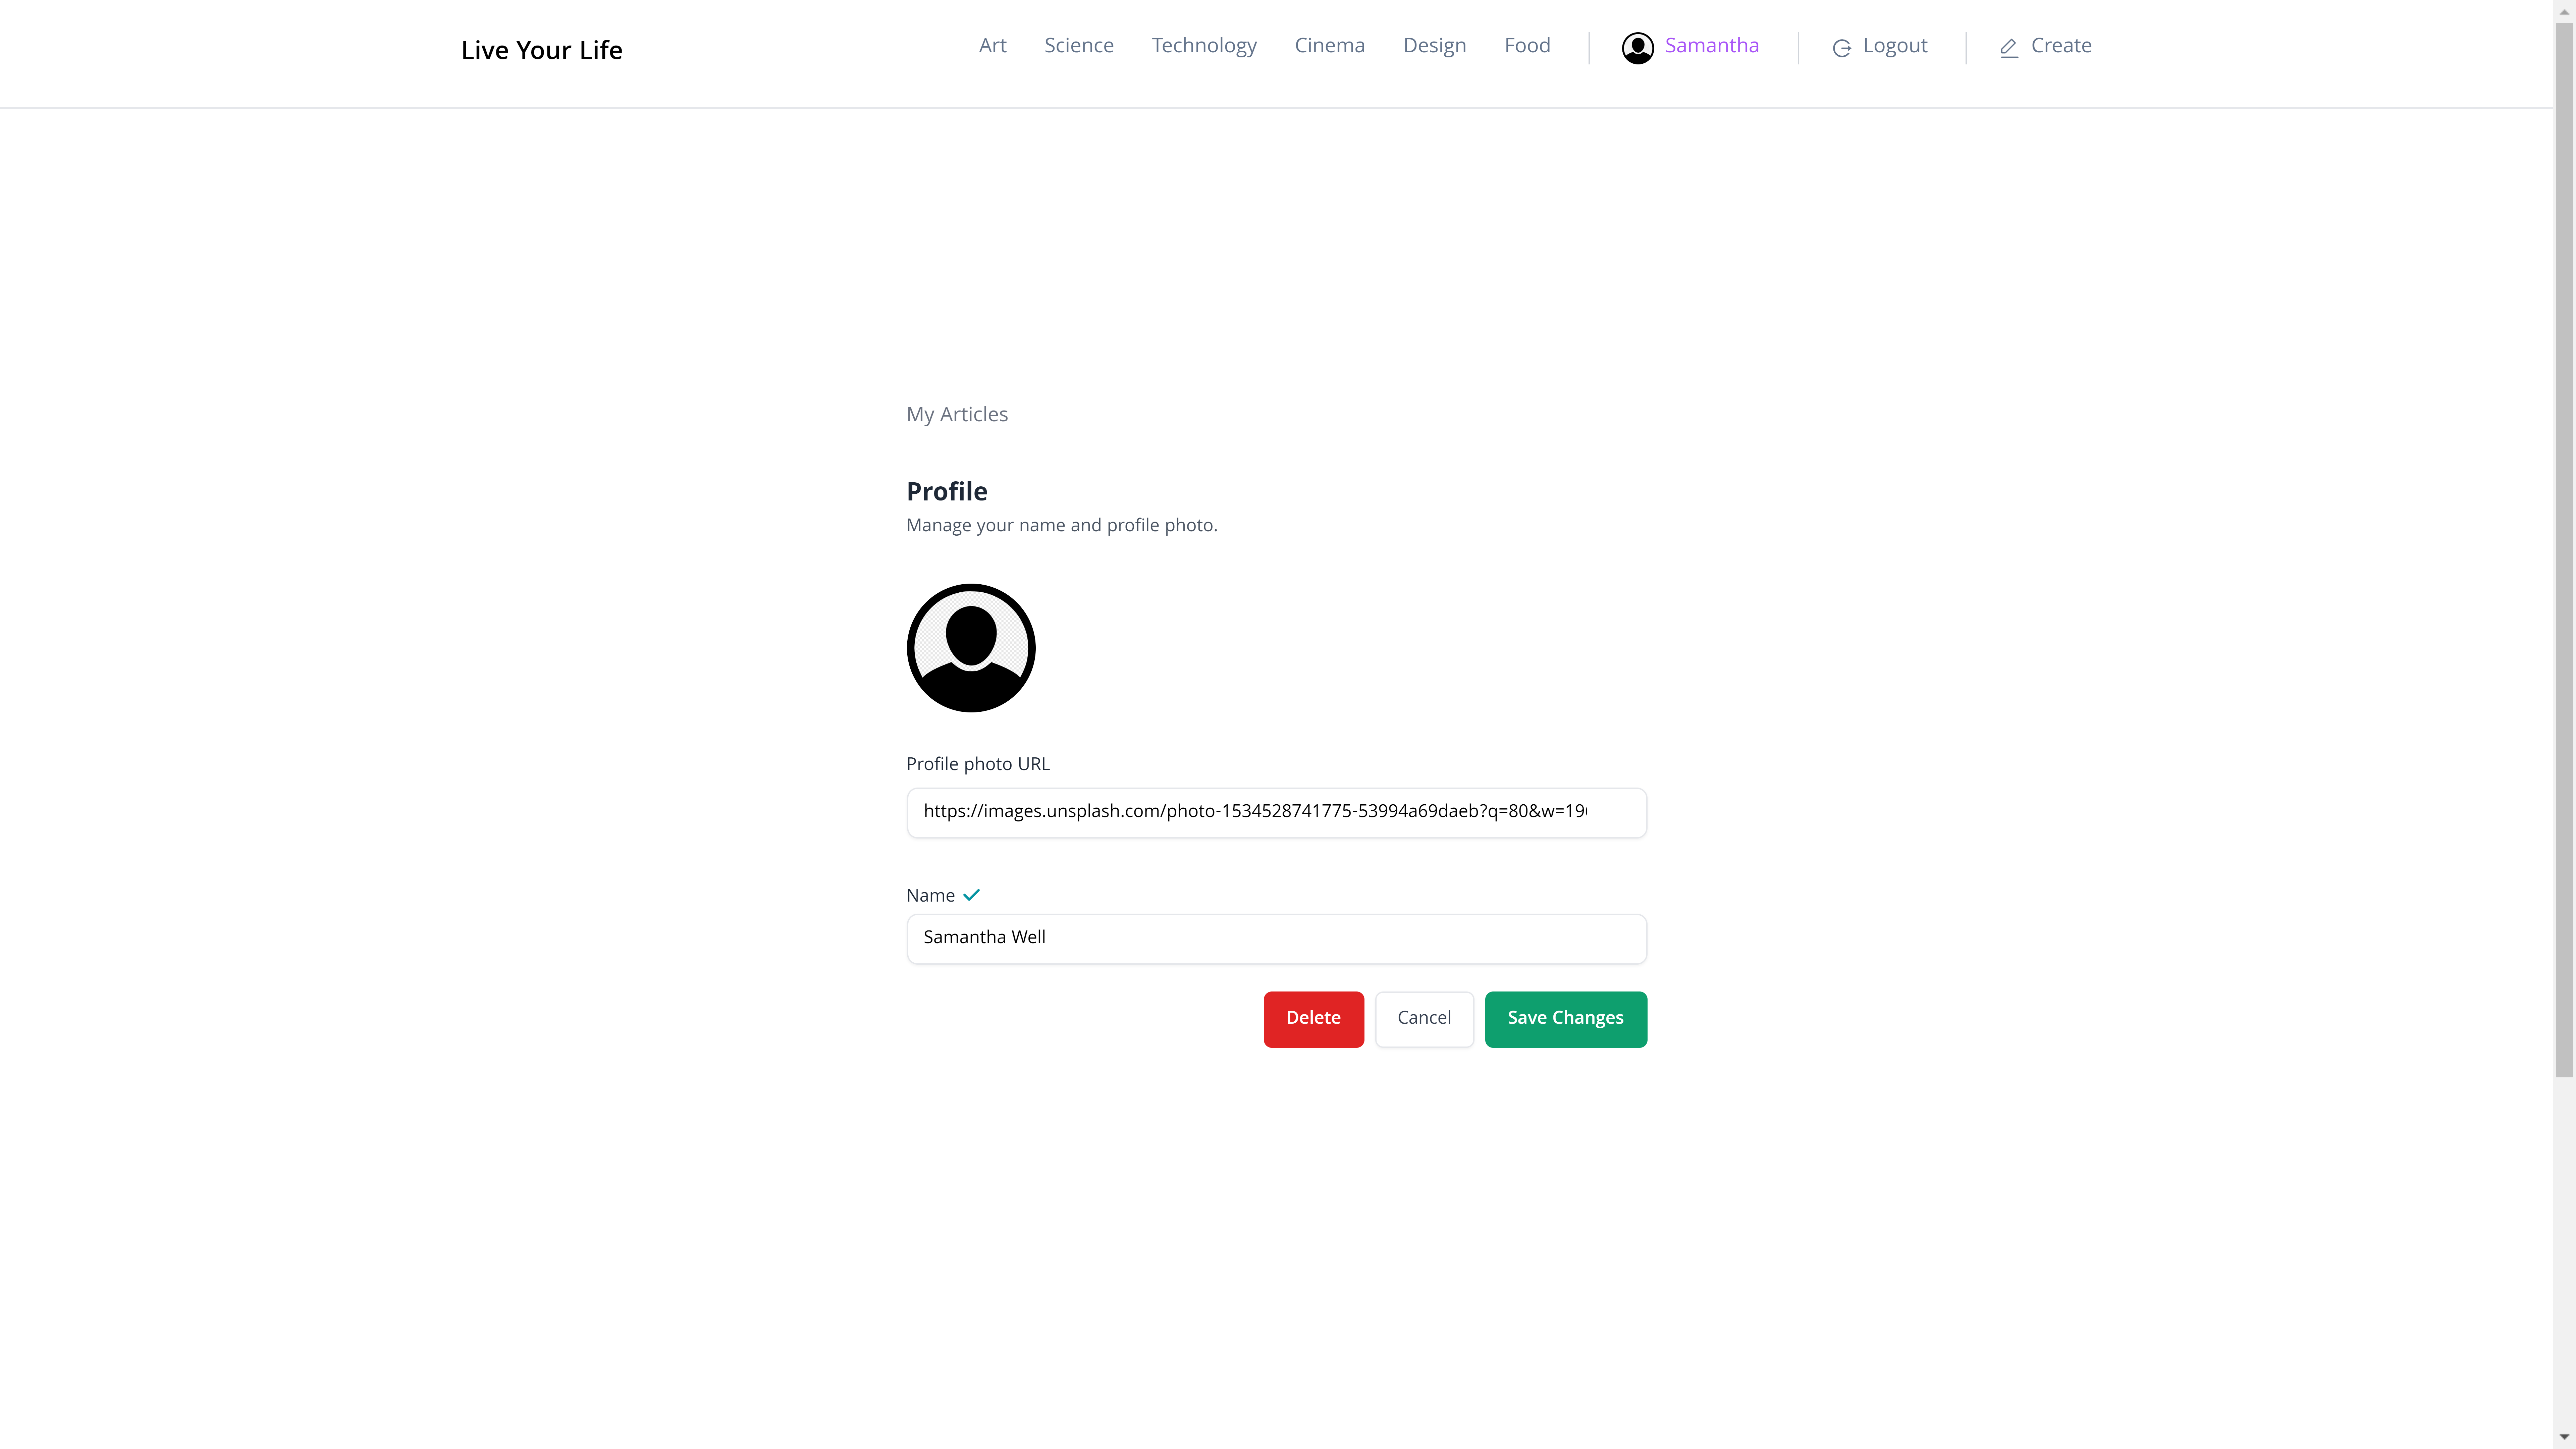 Live Your Life
Art Science Technology Cinema Design Food Samantha Logout Create
My Articles
Profile
Manage your name and profile photo.
Profile photo URL
https://images.unsplash.com/photo-1534528741775-53994a69daeb?q=80&w=19
Name
Samantha Well
Delete Cancel Save Changes